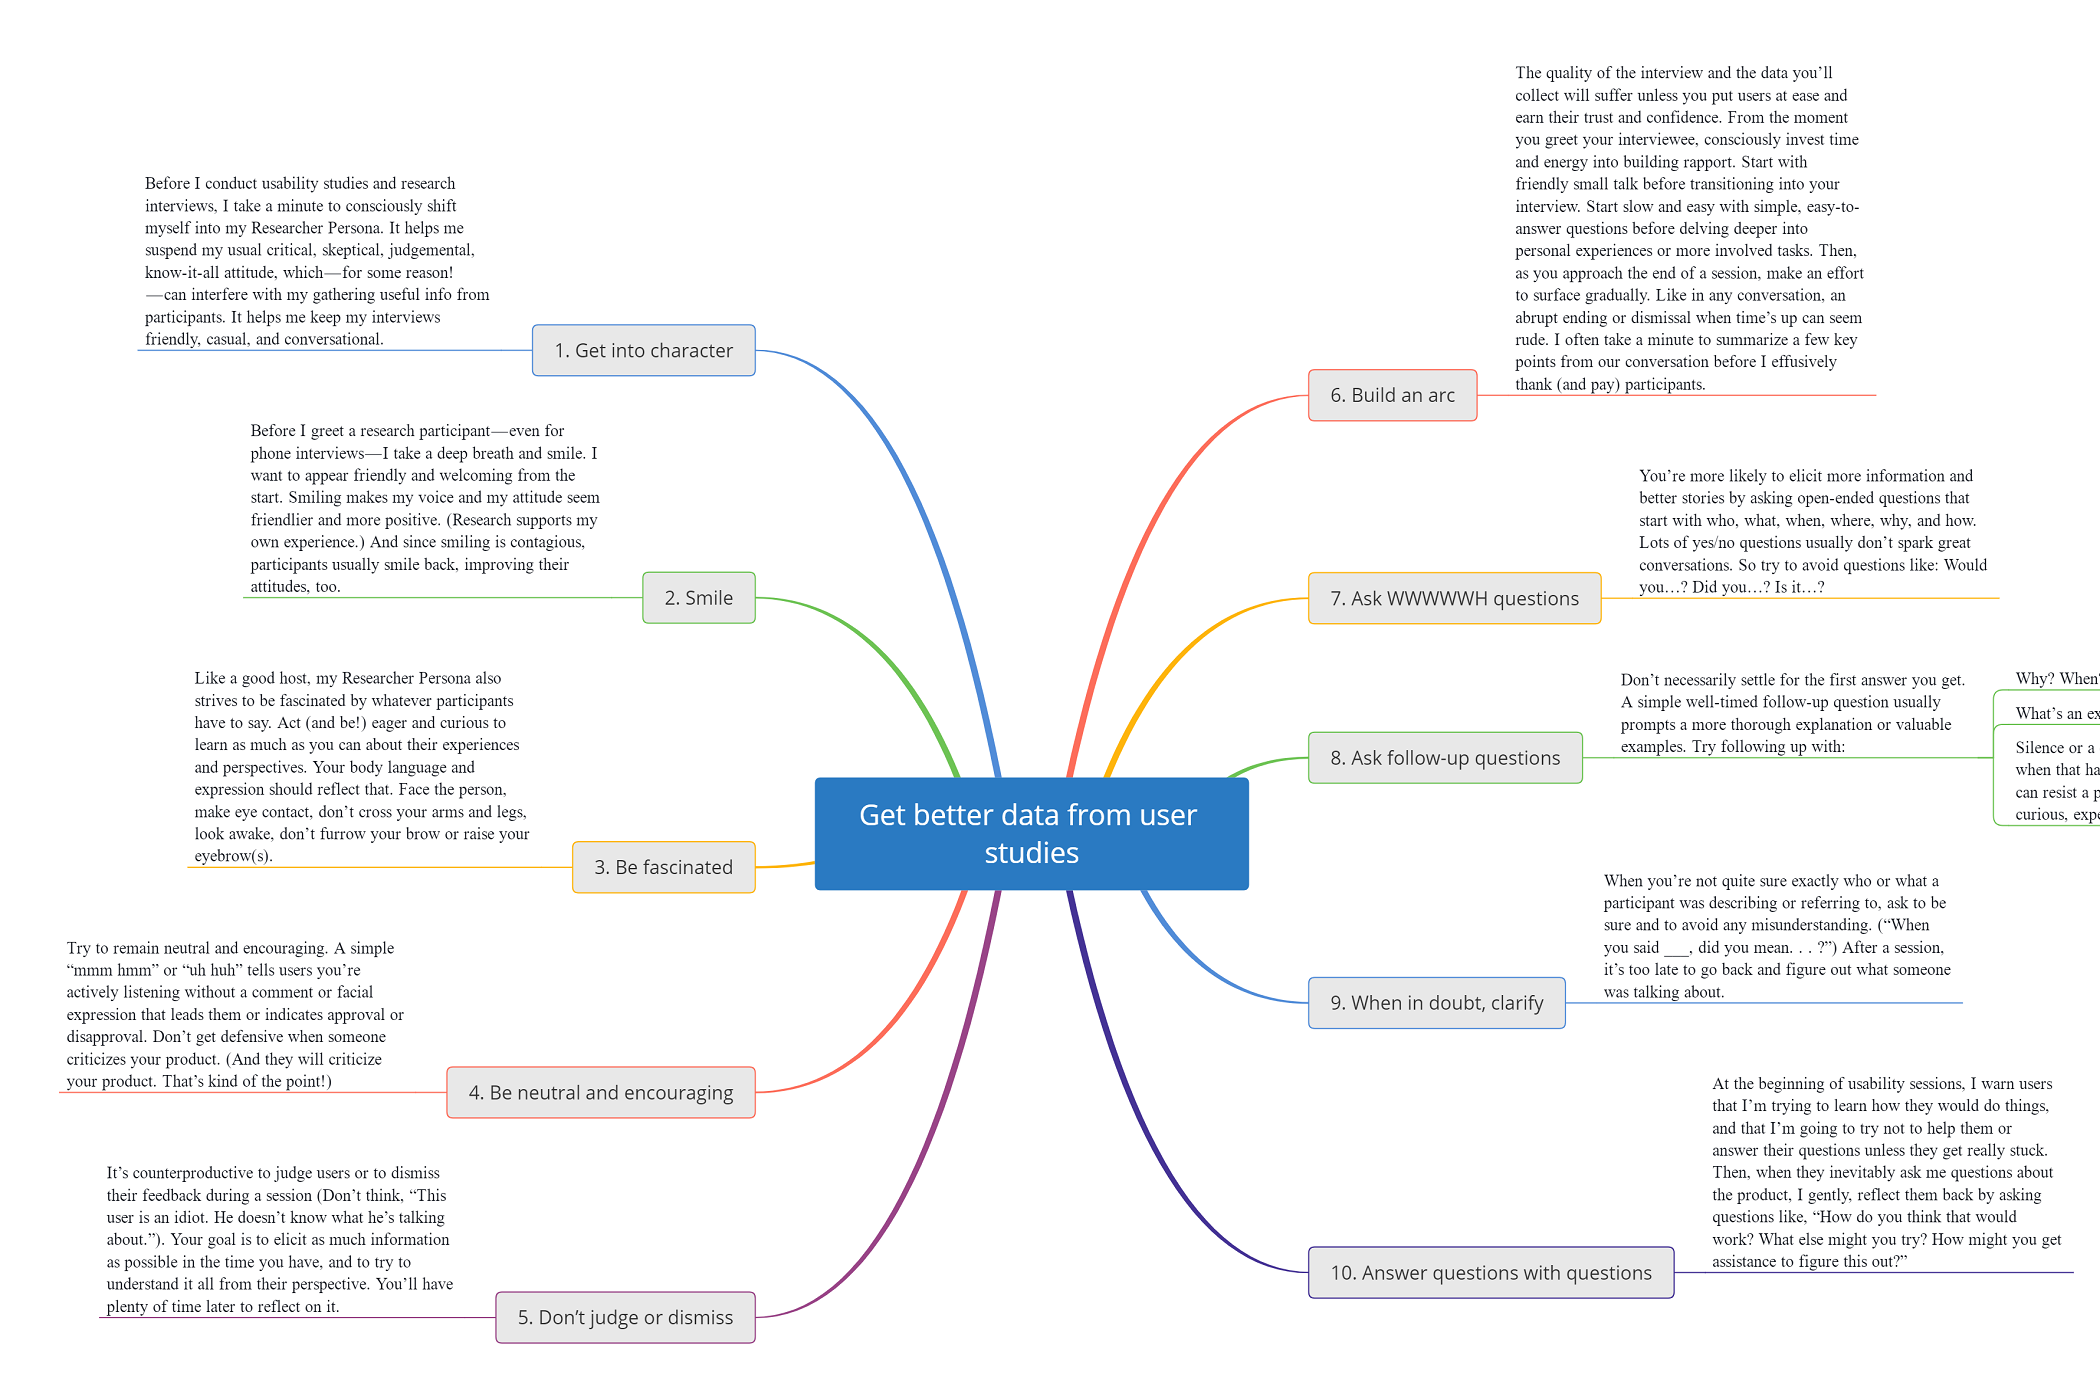 Get better data from user
studies
1. Get into character
Before I conduct usability studies and research
interviews, I take a minute to consciously shift
myself into my Researcher Persona. It helps me
suspend my usual critical, skeptical, judgemental,
know-it-all attitude, which—for some reason!
—can interfere with my gathering useful info from
participants. It helps me keep my interviews
friendly, casual, and conversational.
2. Smile
Before I greet a research participant—even for
phone interviews—I take a deep breath and smile. I
want to appear friendly and welcoming from the
start. Smiling makes my voice and my attitude seem
friendlier and more positive. (Research supports my
own experience.) And since smiling is contagious,
participants usually smile back, improving their
attitudes, too.
3. Be fascinated
Like a good host, my Researcher Persona also
strives to be fascinated by whatever participants
have to say. Act (and be!) eager and curious to
learn as much as you can about their experiences
and perspectives. Your body language and
expression should reflect that. Face the person,
make eye contact, don’t cross your arms and legs,
look awake, don’t furrow your brow or raise your
eyebrow(s).
4. Be neutral and encouraging
Try to remain neutral and encouraging. A simple
“mmm hmm” or “uh huh” tells users you’re
actively listening without a comment or facial
expression that leads them or indicates approval or
disapproval. Don’t get defensive when someone
criticizes your product. (And they will criticize
your product. That’s kind of the point!)
5. Don’t judge or dismiss
It’s counterproductive to judge users or to dismiss
their feedback during a session (Don’t think, “This
user is an idiot. He doesn’t know what he’s talking
about.”). Your goal is to elicit as much information
as possible in the time you have, and to try to
understand it all from their perspective. You’ll have
plenty of time later to reflect on it.
6. Build an arc
The quality of the interview and the data you’ll
collect will suffer unless you put users at ease and
earn their trust and confidence. From the moment
you greet your interviewee, consciously invest time
and energy into building rapport. Start with
friendly small talk before transitioning into your
interview. Start slow and easy with simple, easy-to-
answer questions before delving deeper into
personal experiences or more involved tasks. Then,
as you approach the end of a session, make an effort
to surface gradually. Like in any conversation, an
abrupt ending or dismissal when time’s up can seem
rude. I often take a minute to summarize a few key
points from our conversation before I effusively
thank (and pay) participants.
7. Ask WWWWWH questions
You’re more likely to elicit more information and
better stories by asking open-ended questions that
start with who, what, when, where, why, and how.
Lots of yes/no questions usually don’t spark great
conversations. So try to avoid questions like: Would
you…? Did you…? Is it…?
8. Ask follow-up questions
Don’t necessarily settle for the first answer you get.
A simple well-timed follow-up question usually
prompts a more thorough explanation or valuable
examples. Try following up with:
Why? When?
What’s an
Silence or a
when that
can resist a
curious,
9. When in doubt, clarify
When you’re not quite sure exactly who or what a
participant was describing or referring to, ask to be
sure and to avoid any misunderstanding. (“When
you said ___, did you mean. . . ?”) After a session,
it’s too late to go back and figure out what someone
was talking about.
10. Answer questions with questions
At the beginning of usability sessions, I warn users
that I’m trying to learn how they would do things,
and that I’m going to try not to help them or
answer their questions unless they get really stuck.
Then, when they inevitably ask me questions about
the product, I gently, reflect them back by asking
questions like, “How do you think that would
work? What else might you try? How might you get
assistance to figure this out?”